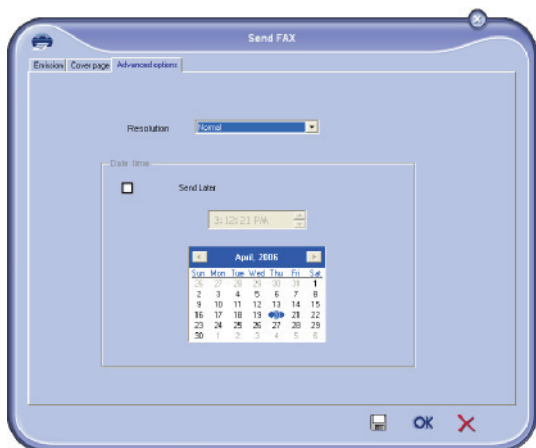 Send FAX
Emission Cover page Advanced options
Resolution Normal
Date time
Send Later
3:12:21 PM
April, 2006
Sun Mon Tue Wed Thu Fri Sat
26 27 28 29 30 31 1
2 3 4 5 6 7 8
9 10 11 12 13 14 15
16 17 18 19 20 21 22
23 24 25 26 27 28 29
30 1 2 3 4 5 6
OK